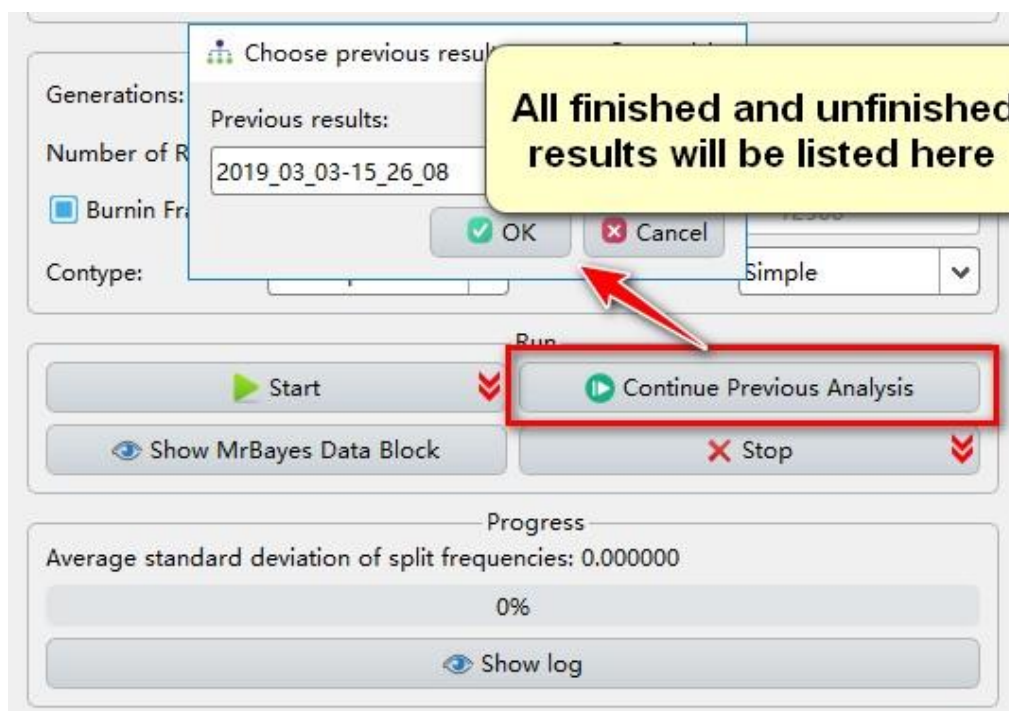 Choose previous resul
All finished and unfinished
results will be listed here
Generations:
Previous results:
Number of R
2019_03_03-15_26_08
Burnin Fr
OK
Cancel
Contype:
Simple
Run
Start
Continue Previous Analysis
Show MrBayes Data Block
Stop
Progress
Average standard deviation of split frequencies: 0.000000
0%
Show log